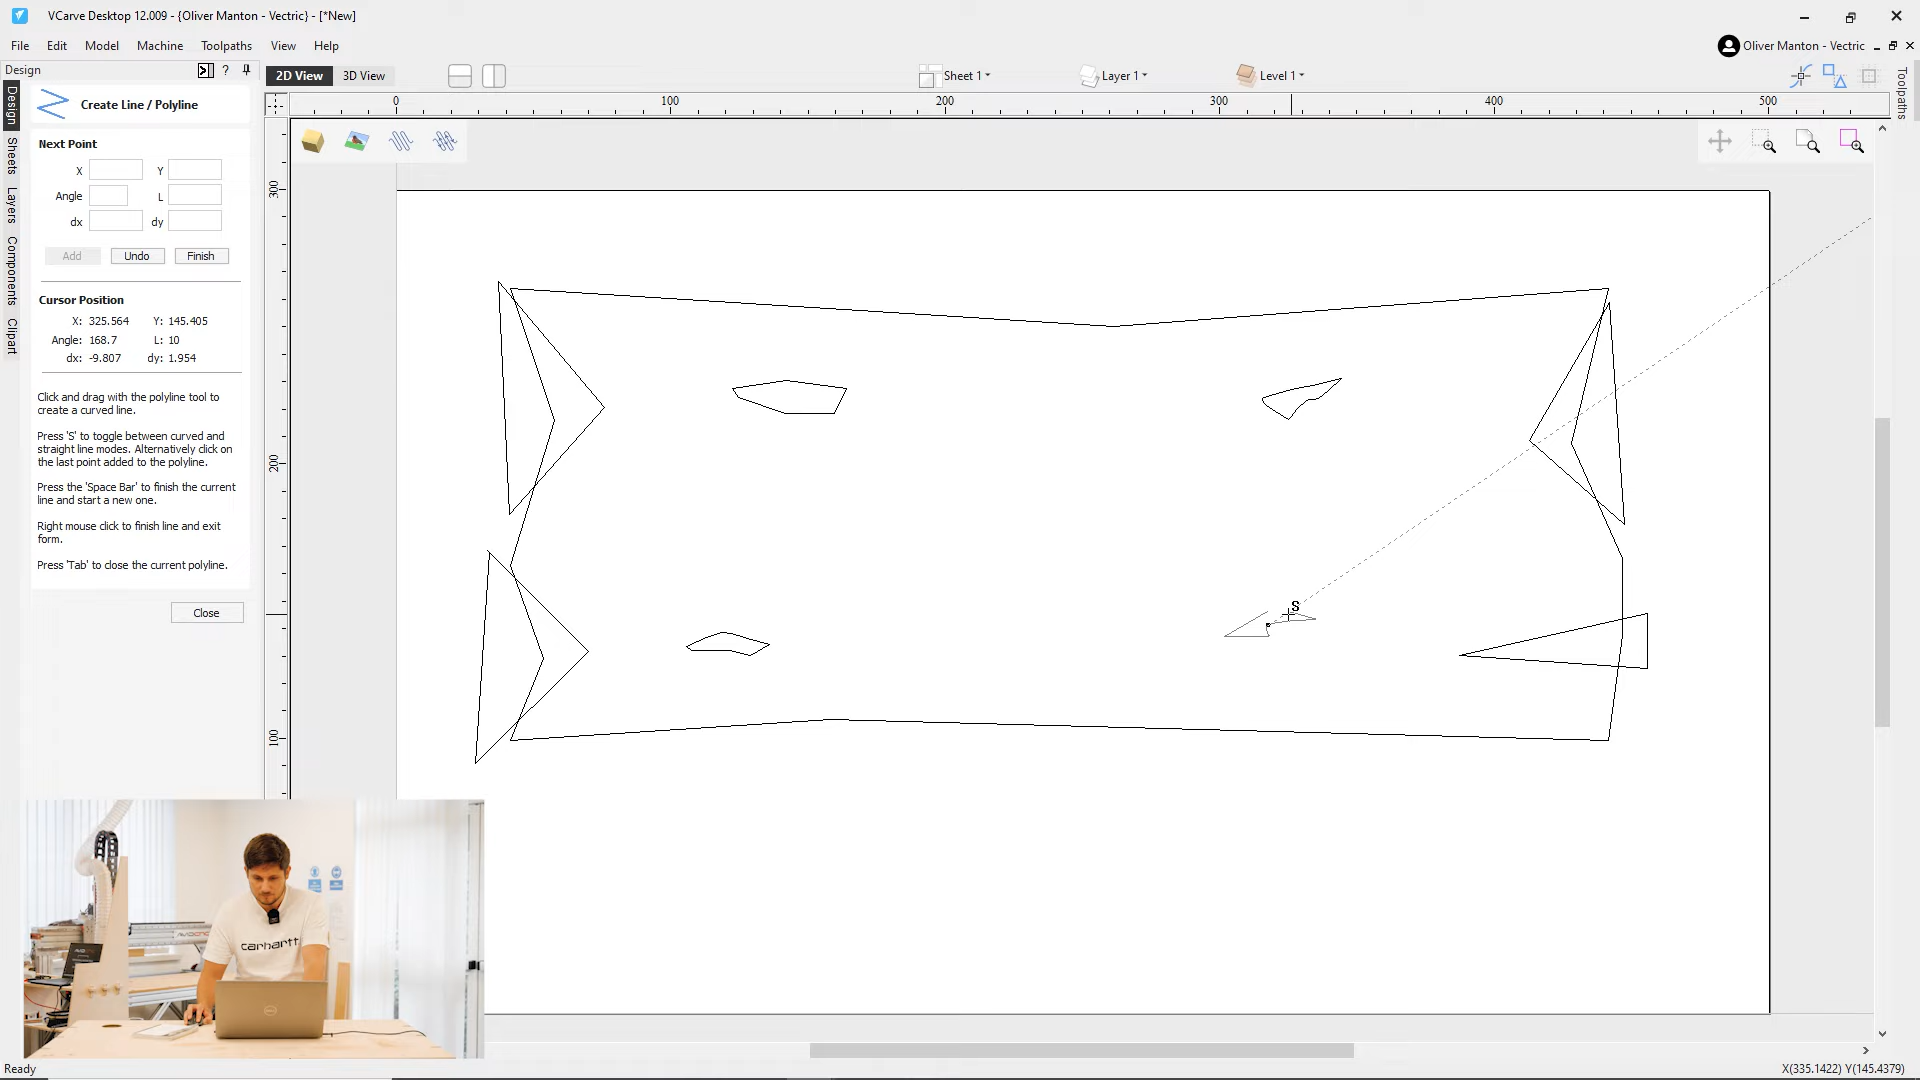 VCarve Desktop 12.009 - {Oliver Manton - Vectric} - [*New]
File Edit Model Machine Toolpaths View Help
Oliver Manton - Vectric
Design ?
2D View 3D View
Sheet 1 Layer 1 Level 1
Toolpaths
Design
Sheets
Layers
Components
Clipart
Create Line / Polyline
0 100 200 300 400 500
300
200
100
Next Point
X Y
Angle L
dx dy
Add Undo Finish
Cursor Position
X: 325.564 Y: 145.405
Angle: 168.7 L: 10
dx: -9.807 dy: 1.954
Click and drag with the polyline tool to
create a curved line.
Press 'S' to toggle between curved and
straight line modes. Alternatively click on
the last point added to the polyline.
Press the 'Space Bar' to finish the current
line and start a new one.
Right mouse click to finish line and exit
form.
Press 'Tab' to close the current polyline.
Close
S
carhartt
DELL
Ready
X(335.1422) Y(145.4379)